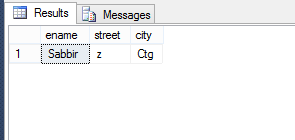 Results Messages
ename street city
1 Sabbir z Ctg